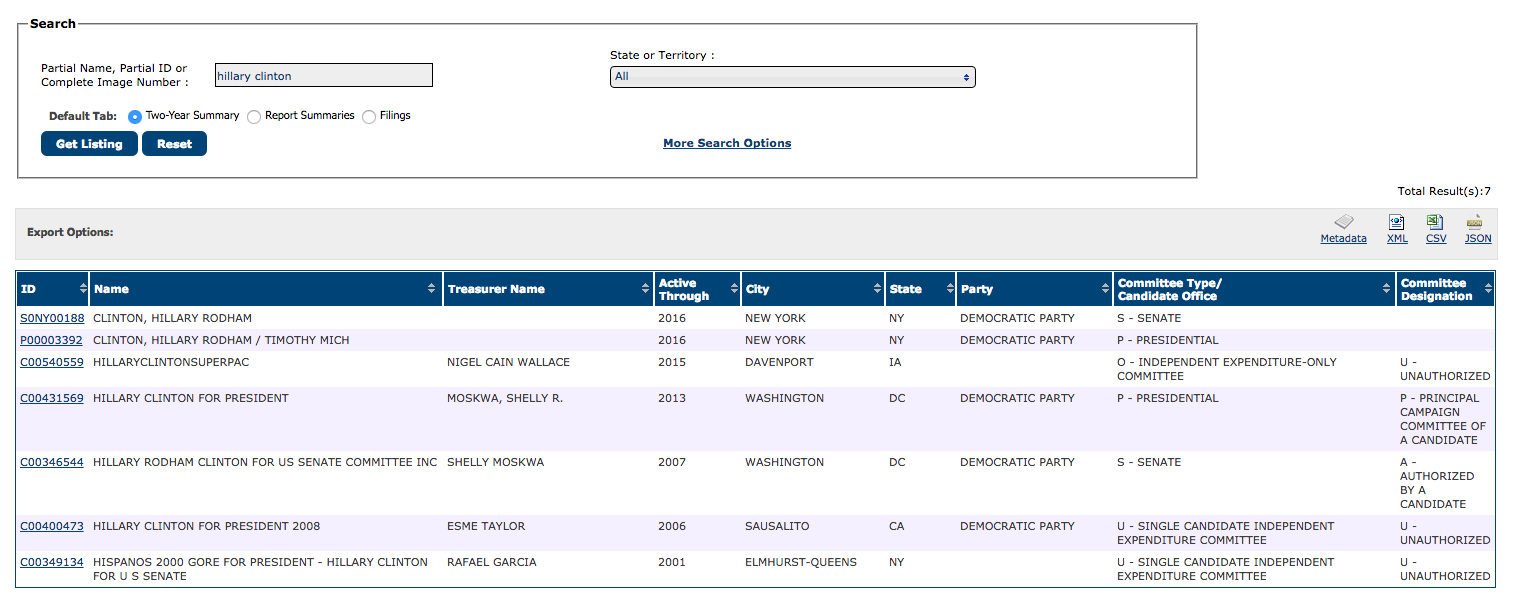 Search
State or Territory :
Partial Name, Partial ID or
Complete Image Number :
hillary clinton
All
Default Tab: Two-Year Summary Report Summaries Filings
Get Listing Reset
More Search Options
Total Result(s):7
Export Options:
Metadata XML CSV JSON
ID Name Treasurer Name Active Through City State Party Committee Type/ Candidate Office Committee Designation
S0NY00188 CLINTON, HILLARY RODHAM 2016 NEW YORK NY DEMOCRATIC PARTY S - SENATE
P00003392 CLINTON, HILLARY RODHAM / TIMOTHY MICH 2016 NEW YORK NY DEMOCRATIC PARTY P - PRESIDENTIAL
C00540559 HILLARYCLINTONSUPERPAC NIGEL CAIN WALLACE 2015 DAVENPORT IA O - INDEPENDENT EXPENDITURE-ONLY U -
COMMITTEE UNAUTHORIZED
C00431569 HILLARY CLINTON FOR PRESIDENT MOSKWA, SHELLY R. 2013 WASHINGTON DC DEMOCRATIC PARTY P - PRESIDENTIAL P - PRINCIPAL
CAMPAIGN
COMMITTEE OF
A CANDIDATE
C00346544 HILLARY RODHAM CLINTON FOR US SENATE COMMITTEE INC SHELLY MOSKWA 2007 WASHINGTON DC DEMOCRATIC PARTY S - SENATE A -
AUTHORIZED
BY A
CANDIDATE
C00400473 HILLARY CLINTON FOR PRESIDENT 2008 ESME TAYLOR 2006 SAUSALITO CA DEMOCRATIC PARTY U - SINGLE CANDIDATE INDEPENDENT U -
EXPENDITURE COMMITTEE UNAUTHORIZED
C00349134 HISPANOS 2000 GORE FOR PRESIDENT - HILLARY CLINTON RAFAEL GARCIA 2001 ELMHURST-QUEENS NY U - SINGLE CANDIDATE INDEPENDENT U -
FOR U S SENATE EXPENDITURE COMMITTEE UNAUTHORIZED